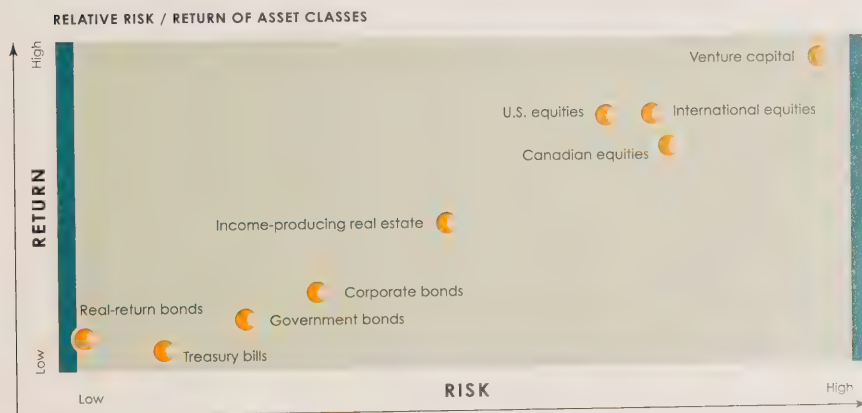 RELATIVE RISK / RETURN OF ASSET CLASSES
High
Venture capital
U.S. equities
International equities
Canadian equities
RETURN
Income-producing real estate
Corporate bonds
Real-return bonds
Government bonds
Treasury bills
Low
Low
RISK
High